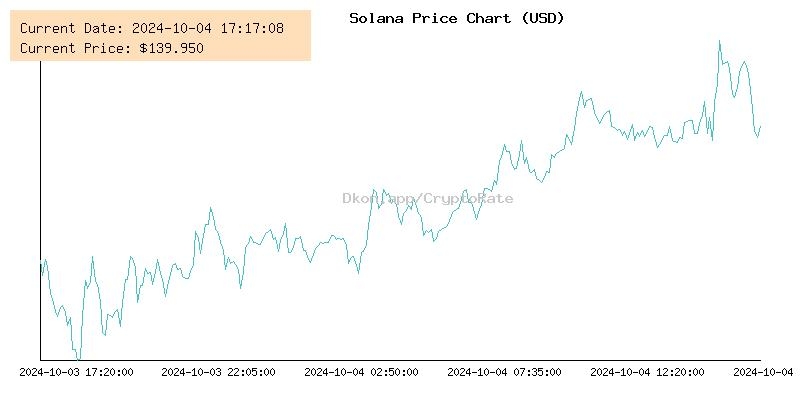 Solana Price Chart (USD)
Current Date: 2024-10-04 17:17:08
Current Price: $139.950
Dkon.app/CryptoRate
2024-10-03 17:20:00 2024-10-03 22:05:00 2024-10-04 02:50:00 2024-10-04 07:35:00 2024-10-04 12:20:00 2024-10-04